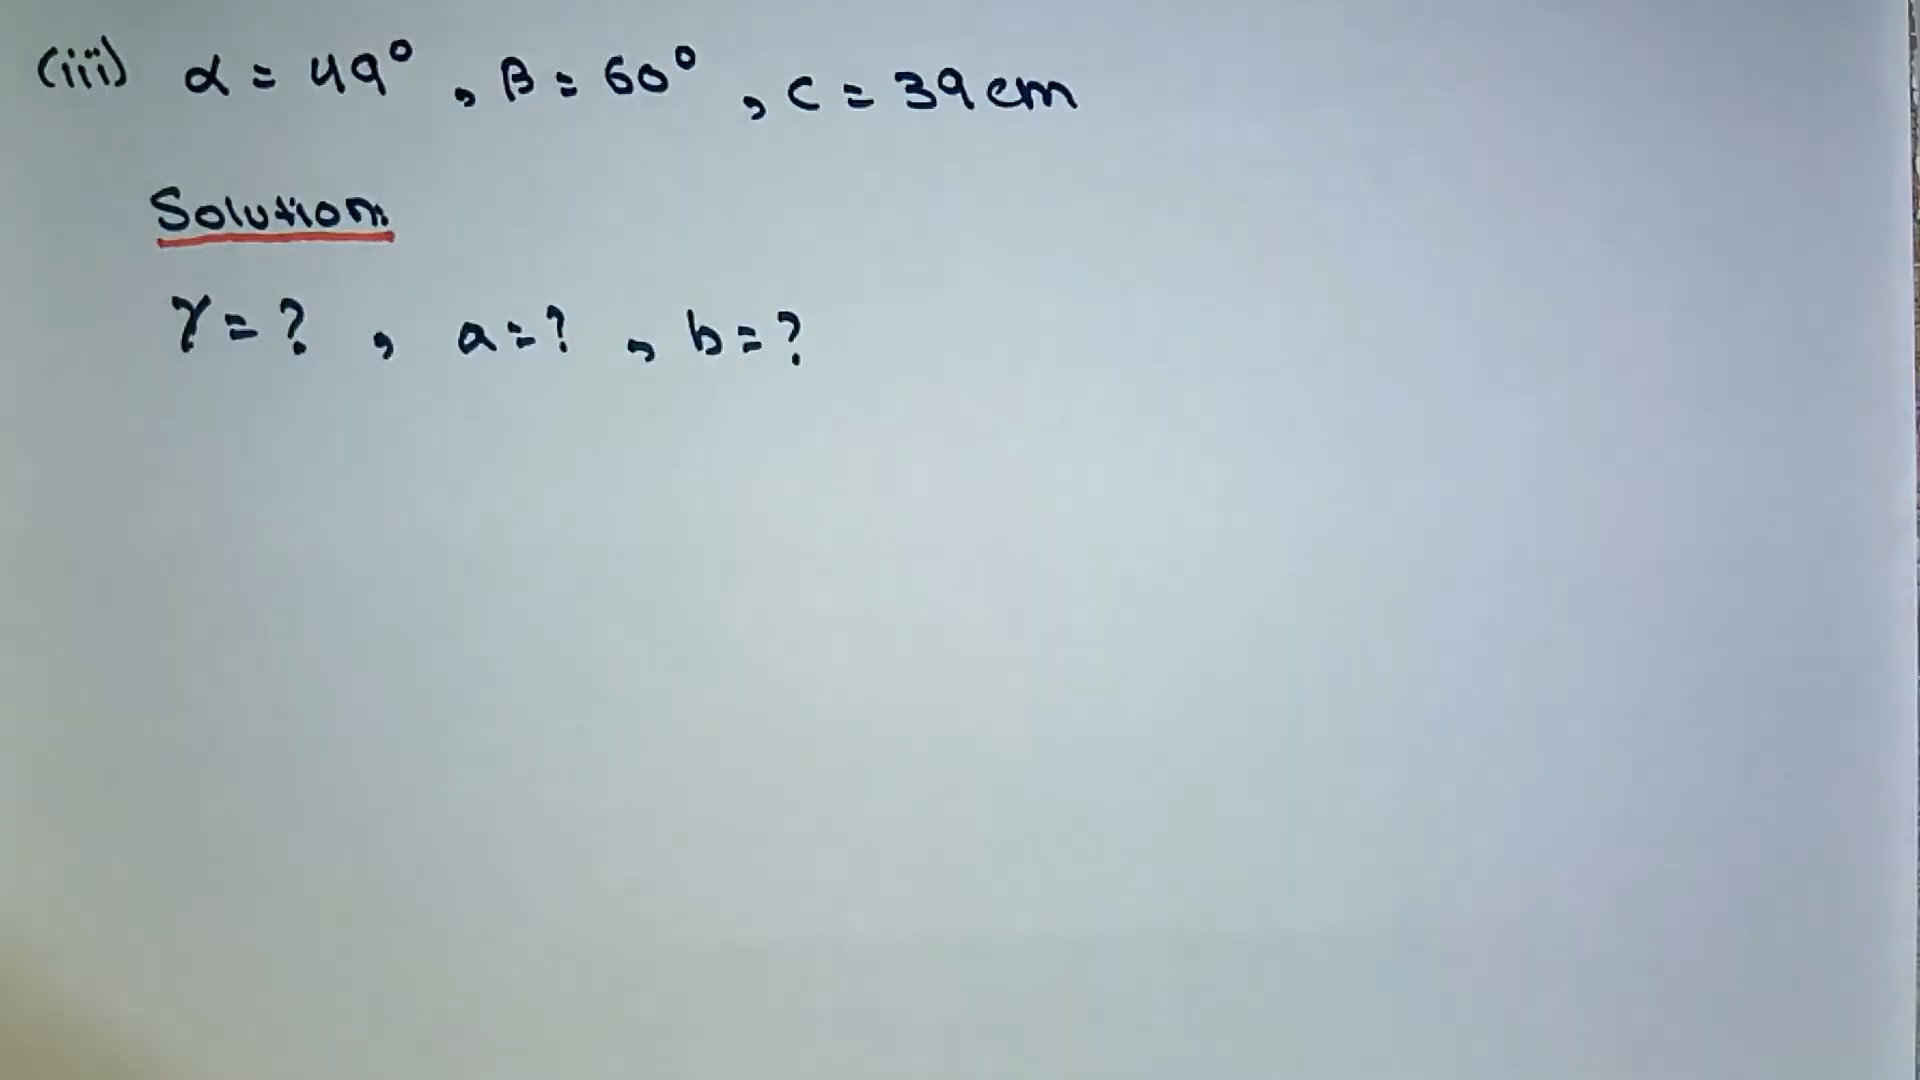 (iii) α = 49° , β = 60° , c = 39 cm
Solution
γ = ? , a = ? , b = ?